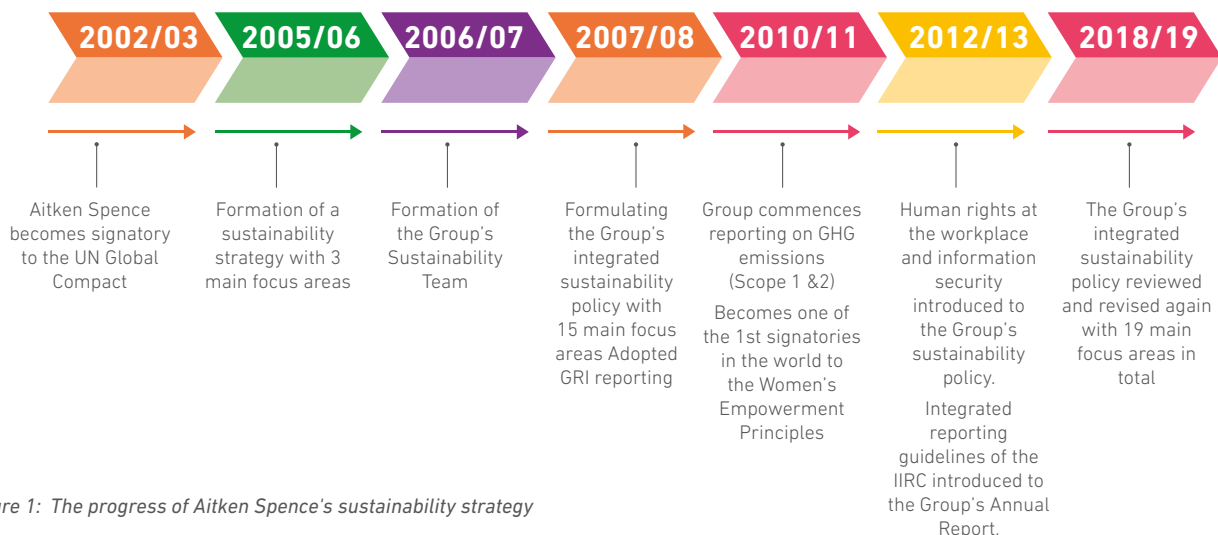 2002/03
2005/06
2006/07
2007/08
2010/11
2012/13
2018/19
Aitken Spence
becomes signatory
to the UN Global
Compact
Formation of a
sustainability
strategy with 3
main focus areas
Formation of
the Group's
Sustainability
Team
Formulating
the Group's
integrated
sustainability
policy with
15 main focus
areas Adopted
GRI reporting
Group commences
reporting on GHG
emissions
(Scope 1 &2)
Becomes one of
the 1st signatories
in the world to
the Women's
Empowerment
Principles
Human rights at
the workplace
and information
security
introduced to
the Group's
sustainability
policy.
Integrated
reporting
guidelines of the
IIRC introduced to
the Group's Annual
Report.
The Group's
integrated
sustainability
policy reviewed
and revised again
with 19 main
focus areas in
total
re 1: The progress of Aitken Spence's sustainability strategy